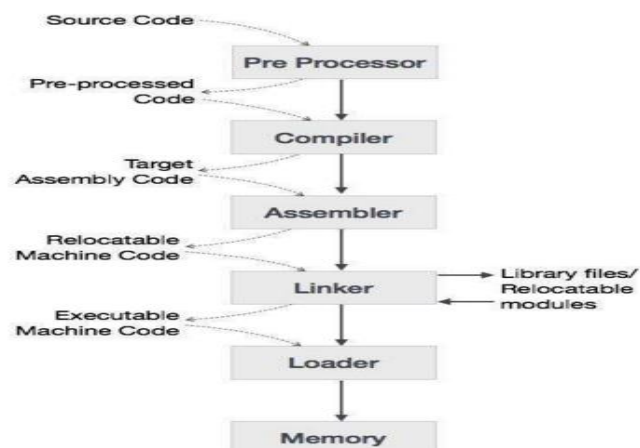 Source Code
Pre Processor
Pre-processed
Code
Compiler
Target
Assembly Code
Assembler
Relocatable
Machine Code
Linker
Library files/
Relocatable
modules
Executable
Machine Code
Loader
Memory